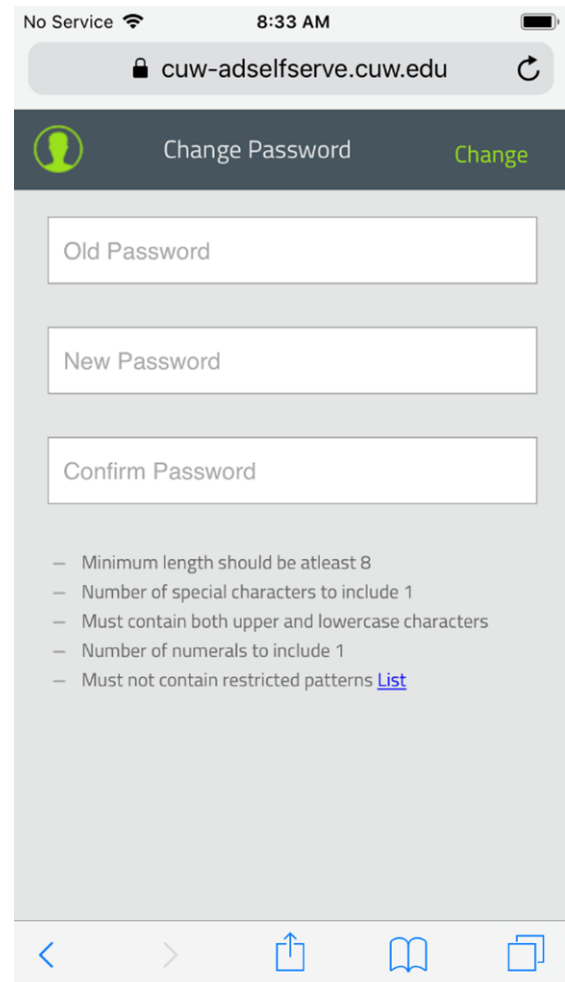 No Service 8:33 AM
cuw-adselfserve.cuw.edu
Change Password Change
Old Password
New Password
Confirm Password
– Minimum length should be atleast 8
– Number of special characters to include 1
– Must contain both upper and lowercase characters
– Number of numerals to include 1
– Must not contain restricted patterns List